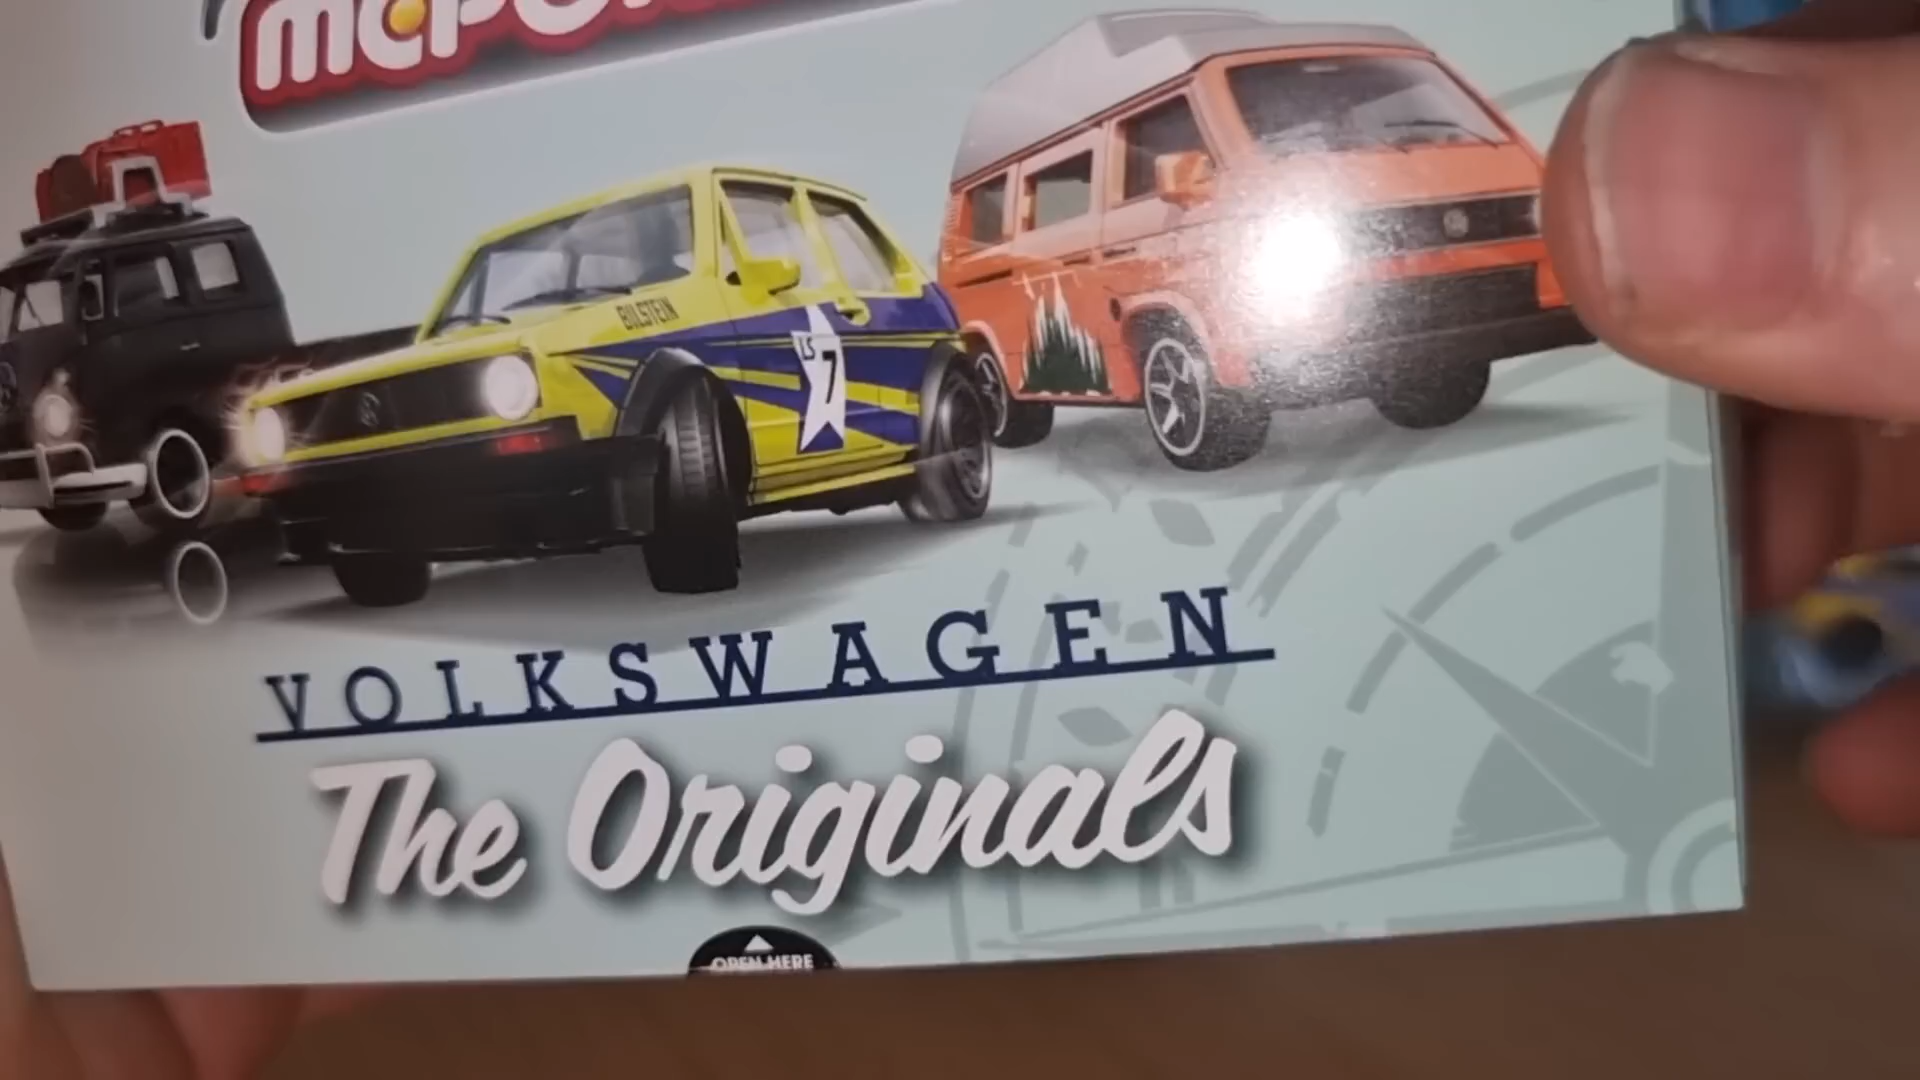 BILSTEIN
LS
7
VOLKSWAGEN
The Originals
OPEN HERE